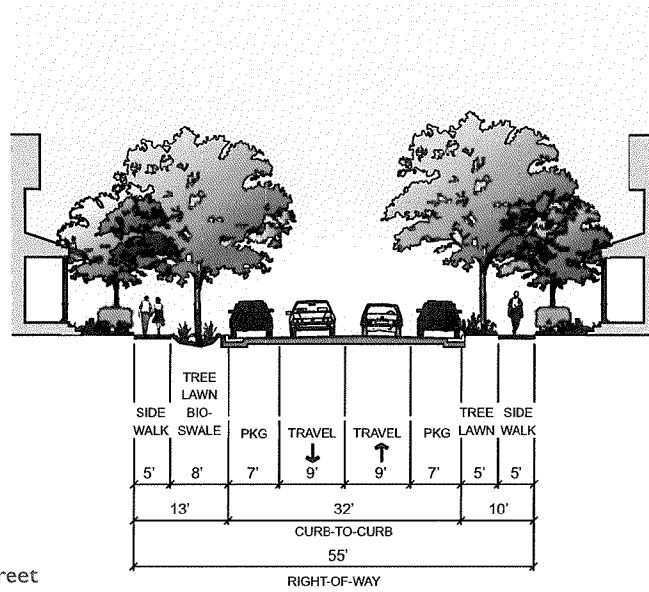 TREE
LAWN
SIDE BIO- TREE SIDE
WALK SWALE PKG TRAVEL TRAVEL PKG LAWN WALK
5' 8' 7' 9' 9' 7' 5' 5'
13' 32' 10'
CURB-TO-CURB
55'
RIGHT-OF-WAY